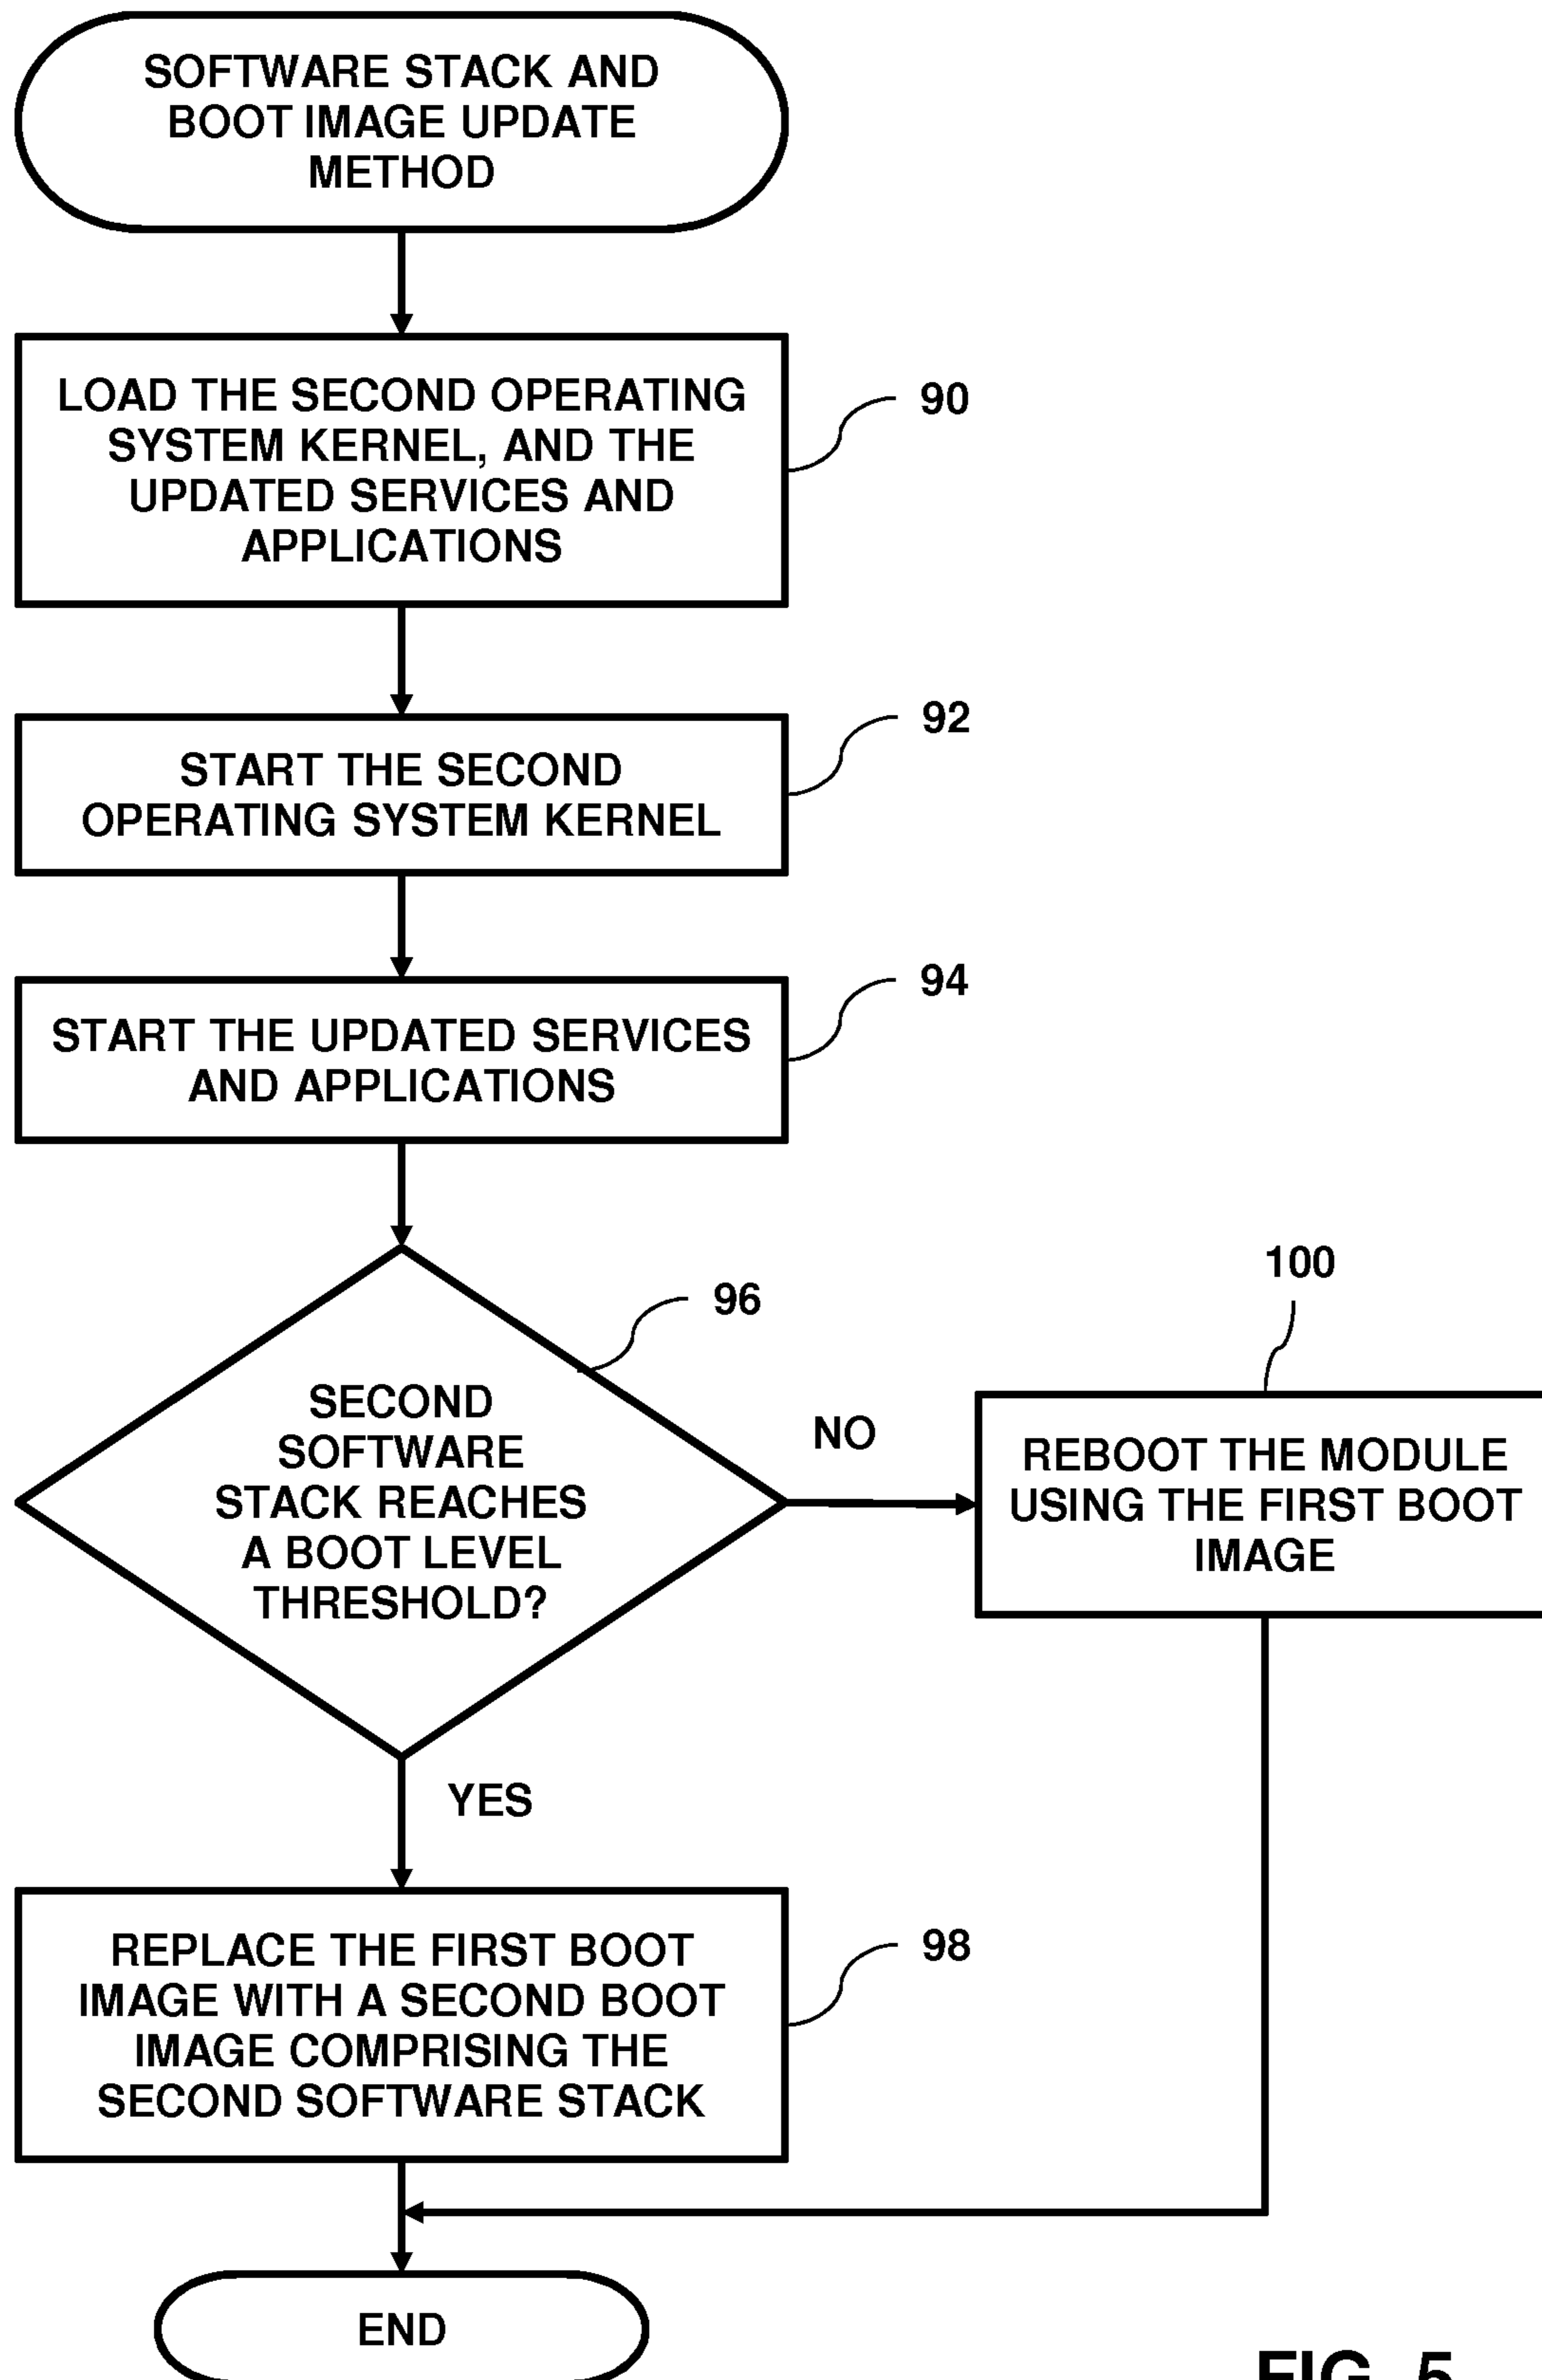 SOFTWARE STACK AND
BOOT IMAGE UPDATE
METHOD
LOAD THE SECOND OPERATING
SYSTEM KERNEL, AND THE
UPDATED SERVICES AND
APPLICATIONS
90
START THE SECOND
OPERATING SYSTEM KERNEL
92
START THE UPDATED SERVICES
AND APPLICATIONS
94
SECOND
SOFTWARE
STACK REACHES
A BOOT LEVEL
THRESHOLD?
96
NO
100
REBOOT THE MODULE
USING THE FIRST BOOT
IMAGE
YES
REPLACE THE FIRST BOOT
IMAGE WITH A SECOND BOOT
IMAGE COMPRISING THE
SECOND SOFTWARE STACK
98
END
FIG. 5